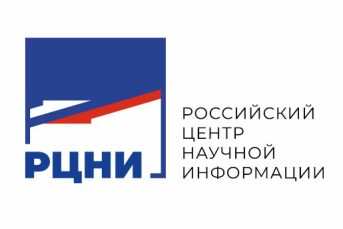 РЦНИ
РОССИЙСКИЙ
ЦЕНТР
НАУЧНОЙ
ИНФОРМАЦИИ